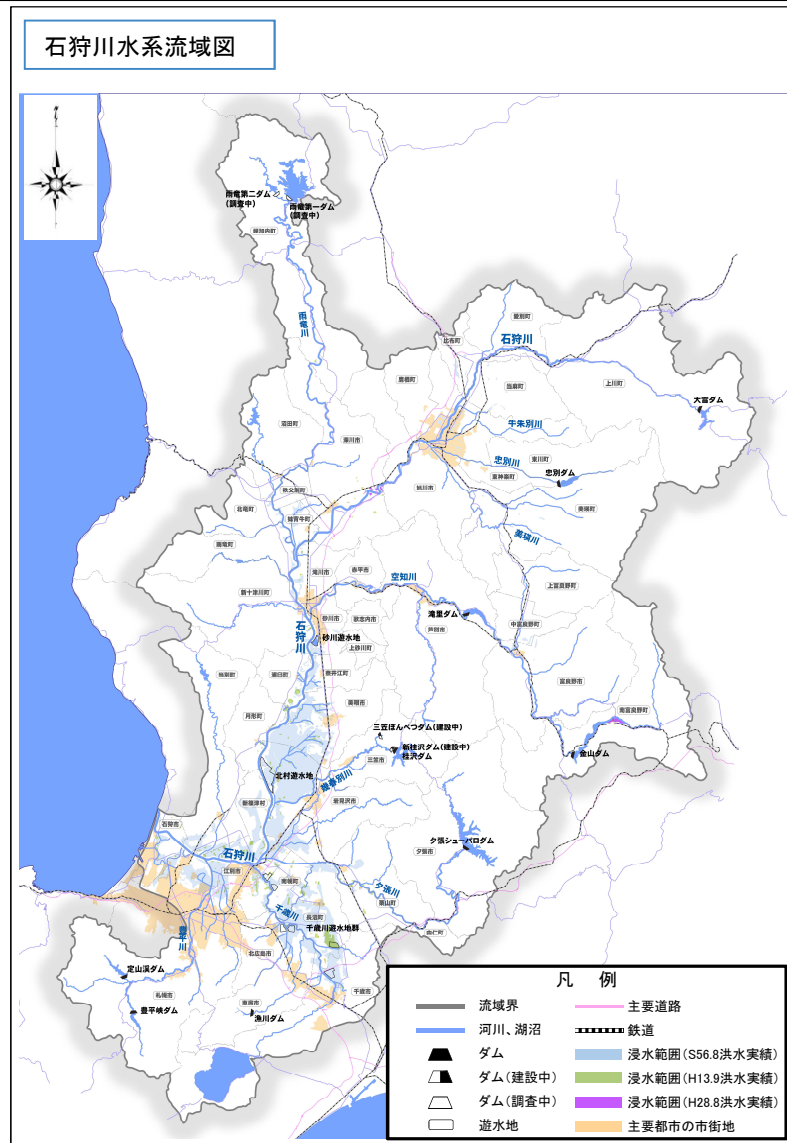 石狩川水系流域図
雨竜第二ダム
(調査中)
雨竜第一ダム
(調査中)
幌加内町
雨竜川
愛別町
比布町
石狩川
鷹栖町
当麻町
上川町
大雪ダム
沼田町
牛朱別川
深川市
忠別川
東川町
忠別ダム
東神楽町
旭川市
秩父別町
北竜町
妹背牛町
美瑛町
美瑛川
雨竜町
滝川市
赤平市
空知川
上富良野町
新十津川町
石狩川
砂川市
歌志内市
滝里ダム
芦別市
中富良野町
砂川遊水地
上砂川町
当別町
浦臼町
奈井江町
富良野市
美唄市
南富良野町
月形町
三笠ぽんべつダム(建設中)
新桂沢ダム(建設中)
桂沢ダム
金山ダム
三笠市
北村遊水地
幾春別川
新篠津村
岩見沢市
石狩市
夕張シューパロダム
石狩川
夕張市
江別市
南幌町
夕張川
栗山町
千歳川
長沼町
千歳川遊水地群
由仁町
豊平川
北広島市
定山渓ダム
札幌市
千歳市
豊平峡ダム
恵庭市
漁川ダム
凡 例
流域界
主要道路
河川、湖沼
鉄道
ダム
浸水範囲(S56.8洪水実績)
ダム(建設中)
浸水範囲(H13.9洪水実績)
ダム(調査中)
浸水範囲(H28.8洪水実績)
遊水地
主要都市の市街地